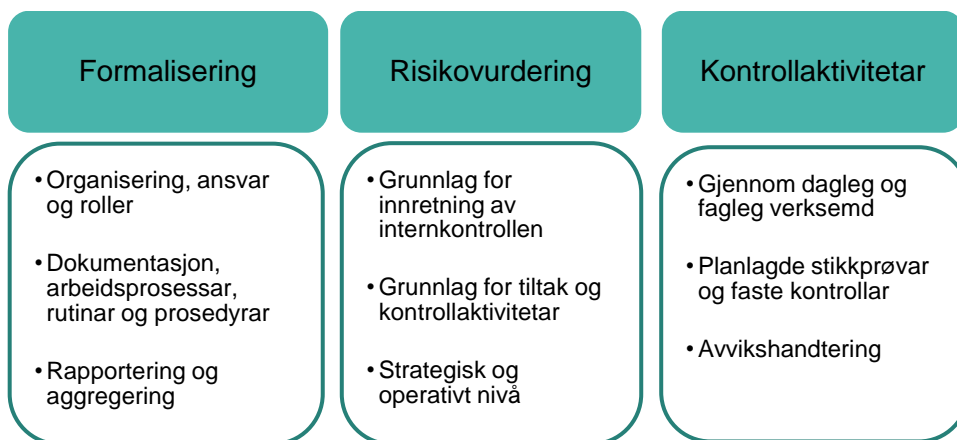 Formalisering
• Organisering, ansvar
og roller
• Dokumentasjon,
arbeidsprosessar,
rutinar og prosedyrar
• Rapportering og
aggregering
Risikovurdering
• Grunnlag for
innretning av
internkontrollen
• Grunnlag for tiltak og
kontrollaktivitetar
• Strategisk og
operativt nivå
Kontrollaktivitetar
• Gjennom dagleg og
fagleg verksemd
• Planlagde stikkprøvar
og faste kontrollar
• Avvikshandtering